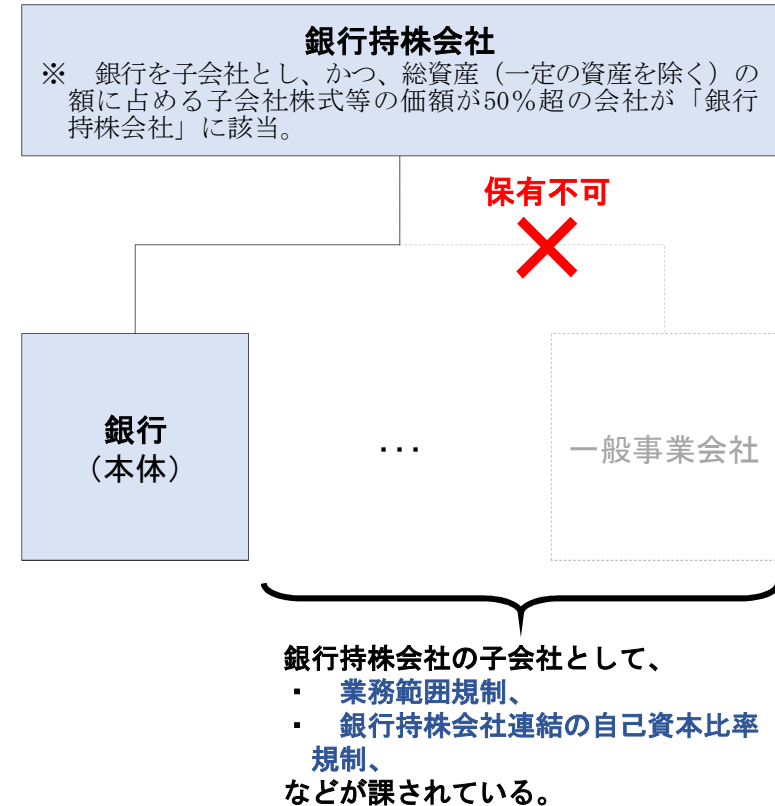 銀行持株会社
※　銀行を子会社とし、かつ、総資産（一定の資産を除く）の
額に占める子会社株式等の価額が50％超の会社が「銀行
持株会社」に該当。
保有不可
銀行
（本体）
…
一般事業会社
銀行持株会社の子会社として、
▪　業務範囲規制、
▪　銀行持株会社連結の自己資本比率
規制、
などが課されている。